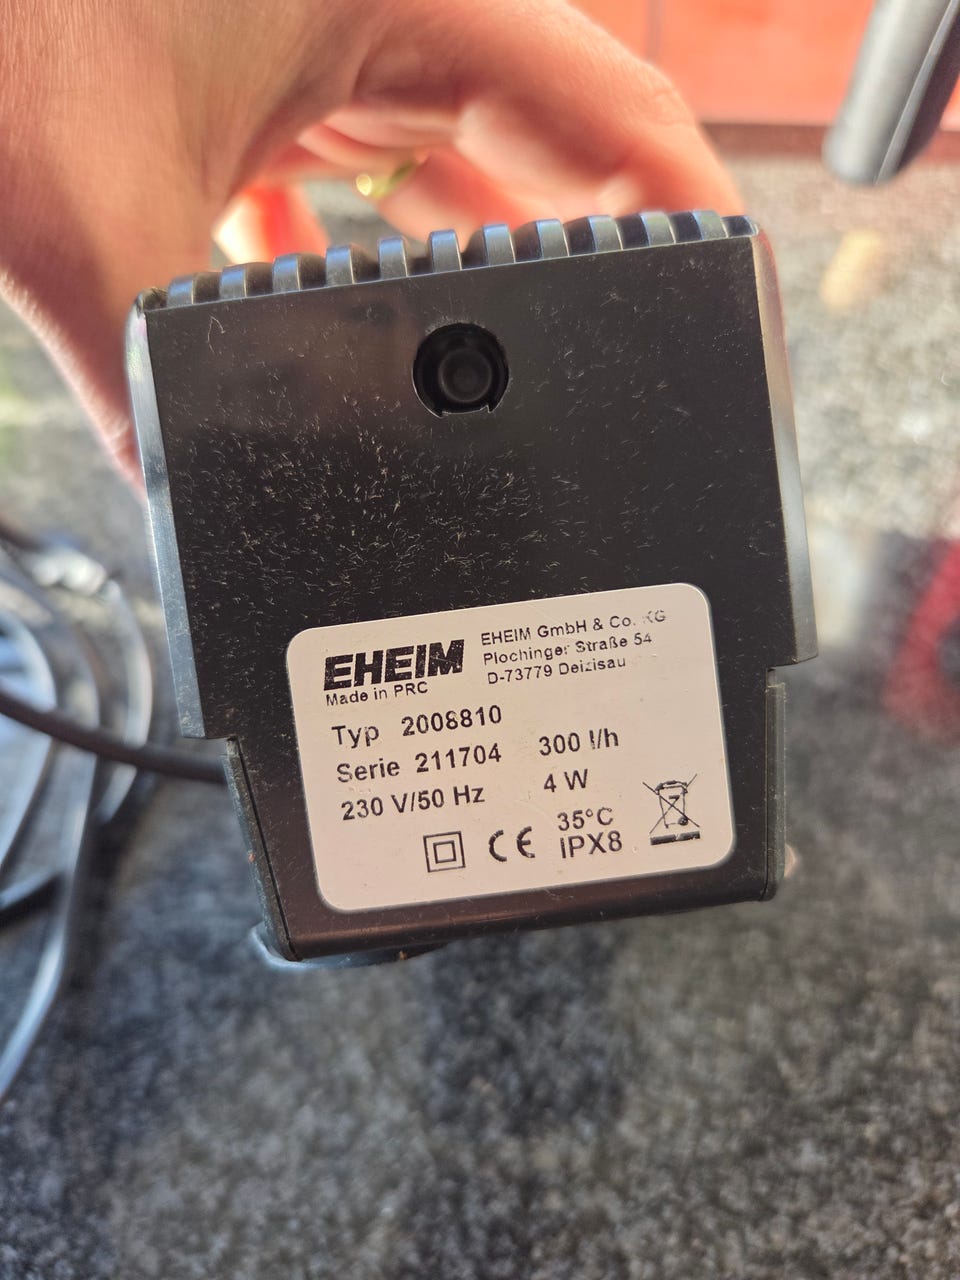 EHEIM
Made in PRC
EHEIM GmbH & Co. KG
Plochinger Straße 54
D-73779 Deizisau
Typ 2008810
Serie 211704 300 l/h
230 V/50 Hz 4 W
35°C
CE IPX8